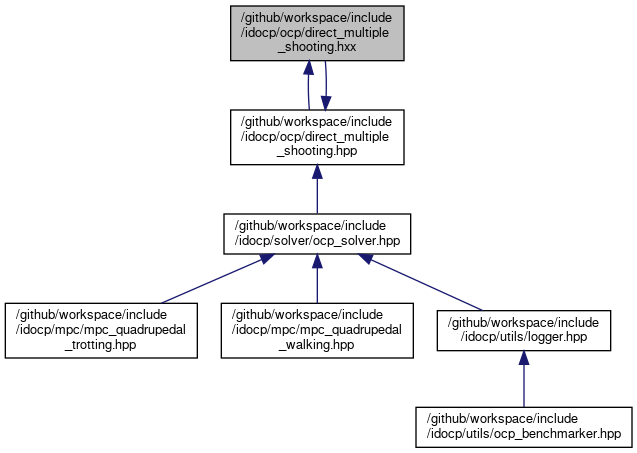 /github/workspace/include
/idocp/ocp/direct_multiple
_shooting.hxx
/github/workspace/include
/idocp/ocp/direct_multiple
_shooting.hpp
/github/workspace/include
/idocp/solver/ocp_solver.hpp
/github/workspace/include
/idocp/mpc/mpc_quadrupedal
_trotting.hpp
/github/workspace/include
/idocp/mpc/mpc_quadrupedal
_walking.hpp
/github/workspace/include
/idocp/utils/logger.hpp
/github/workspace/include
/idocp/utils/ocp_benchmarker.hpp